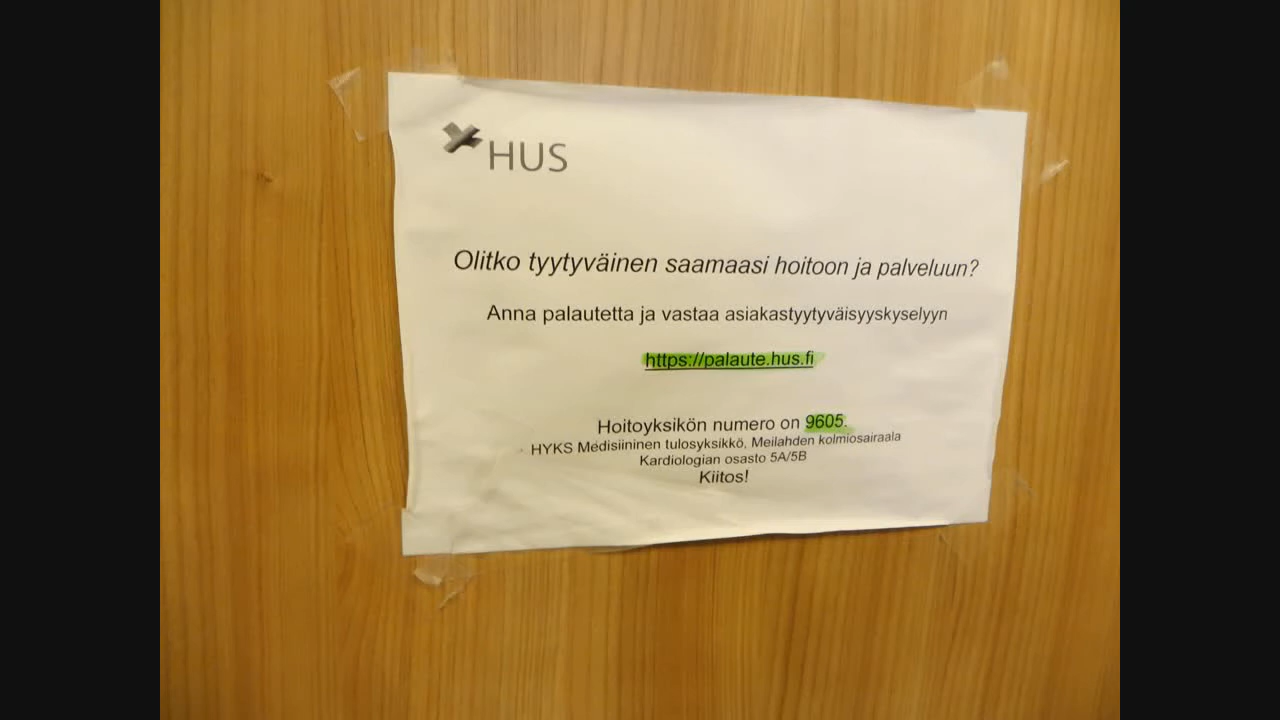 HUS
Olitko tyytyväinen saamaasi hoitoon ja palveluun?
Anna palautetta ja vastaa asiakastyytyväisyyskyselyyn
https://palaute.hus.fi
Hoitoyksikön numero on 9605.
HYKS Medisiininen tulosyksikkö, Meilahden kolmiosairaala
Kardiologian osasto 5A/5B
Kiitos!